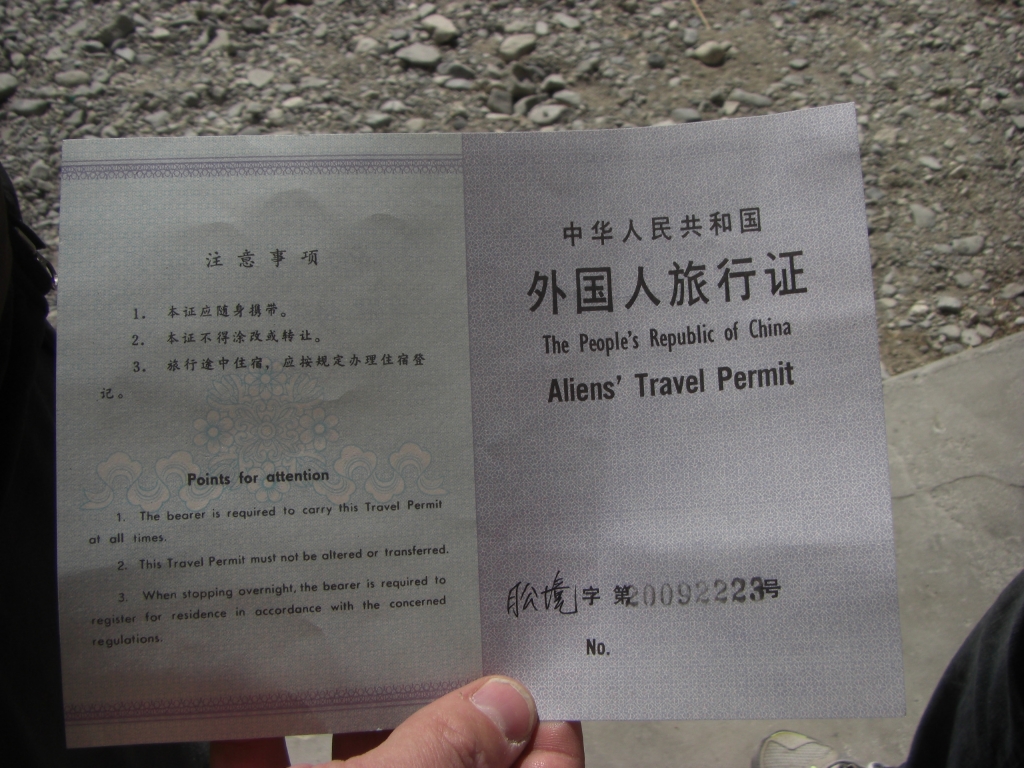 注意事项
1. 本证应随身携带。
2. 本证不得涂改或转让。
3. 旅行途中住宿，应按规定办理住宿登
记。
Points for attention
1. The bearer is required to carry this Travel Permit
at all times.
2. This Travel Permit must not be altered or transferred.
3 When stopping overnight, the bearer is required to
register for residence in accordance with the concerned
regulations.
中华人民共和国
外国人旅行证
The People's Republic of China
Aliens' Travel Permit
字 第20092223号
No.